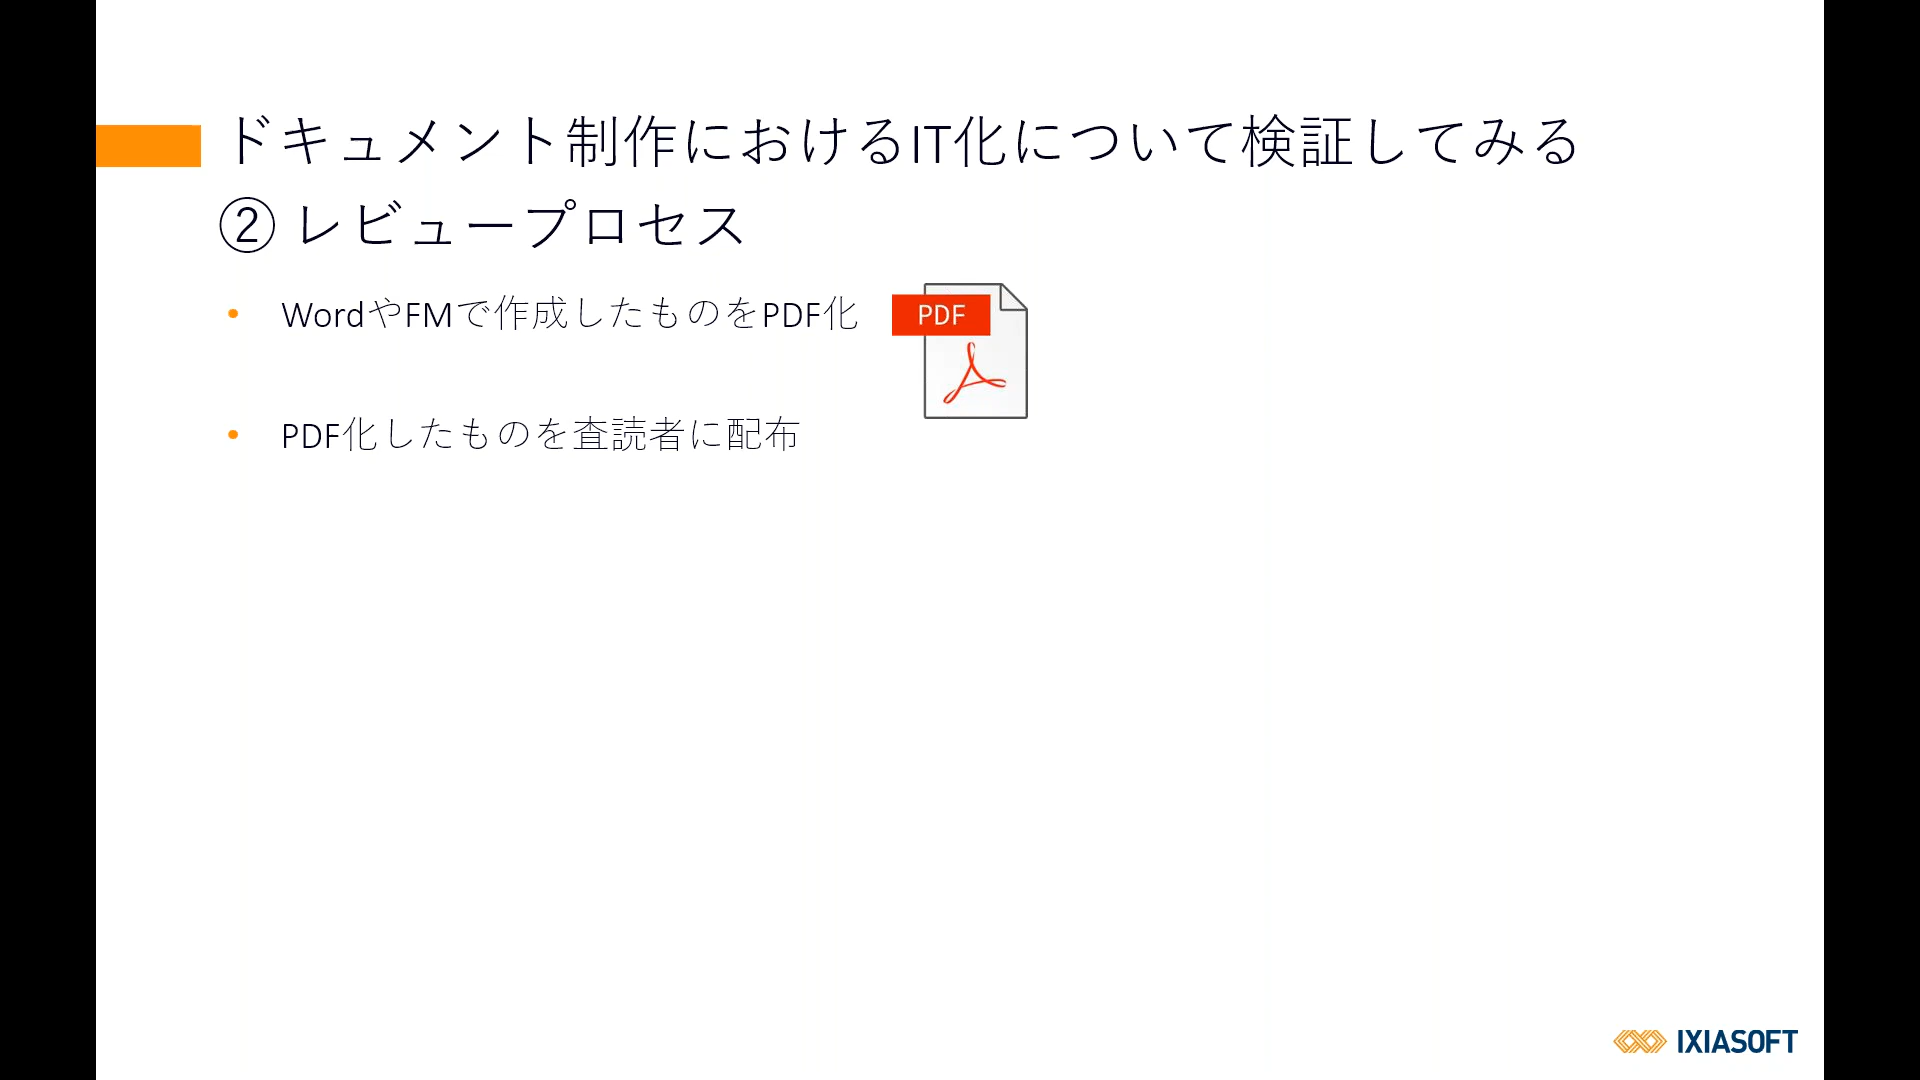 ドキュメント制作におけるIT化について検証してみる
② レビュープロセス
• WordやFMで作成したものをPDF化
PDF
• PDF化したものを査読者に配布
IXIASOFT